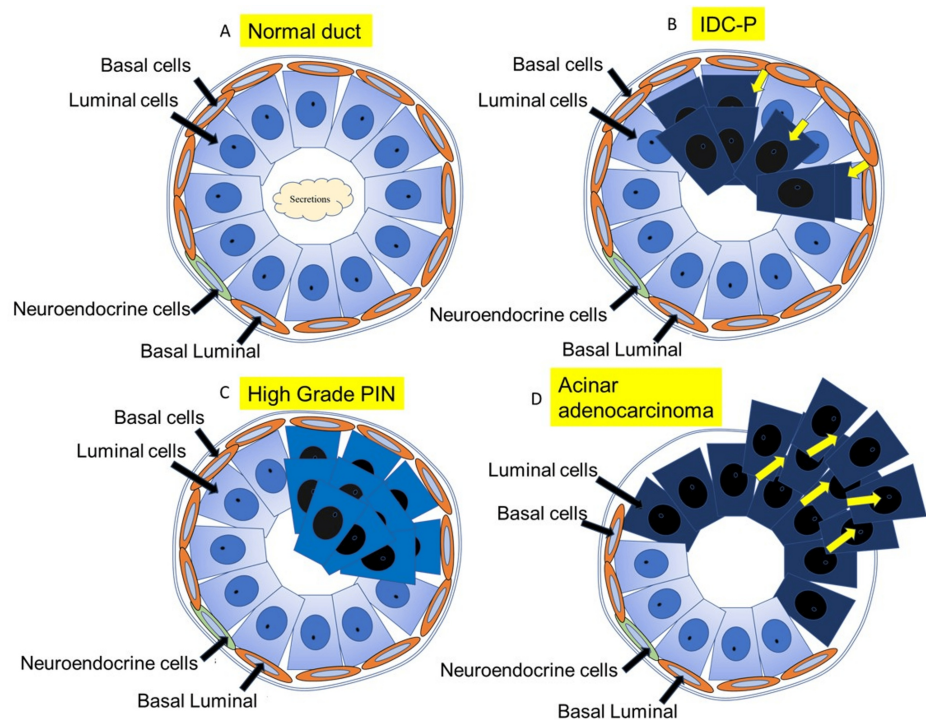 A Normal duct
Basal cells
Luminal cells
Secretions
Neuroendocrine cells
Basal Luminal
B IDC-P
Basal cells
Luminal cells
Neuroendocrine cells
Basal Luminal
C High Grade PIN
Basal cells
Luminal cells
Neuroendocrine cells
Basal Luminal
D Acinar
adenocarcinoma
Luminal cells
Basal cells
Neuroendocrine cells
Basal Luminal